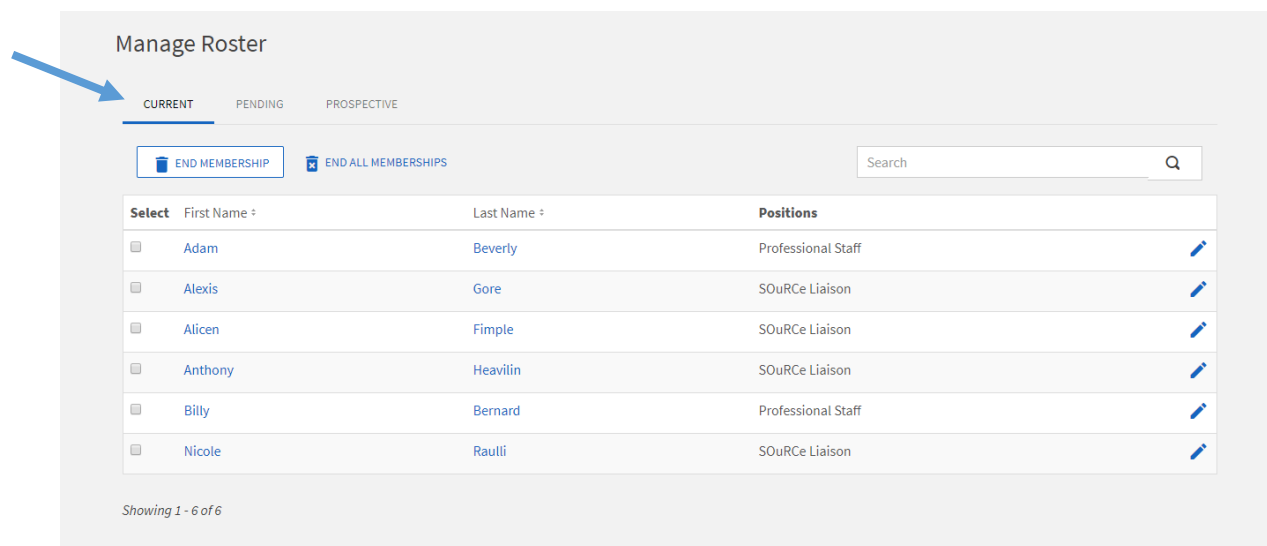 Manage Roster
CURRENT PENDING PROSPECTIVE
END MEMBERSHIP END ALL MEMBERSHIPS Search
Select First Name Last Name Positions
Adam Beverly Professional Staff
Alexis Gore SOuRCe Liaison
Alicen Fimple SOuRCe Liaison
Anthony Heavilin SOuRCe Liaison
Billy Bernard Professional Staff
Nicole Raulli SOuRCe Liaison
Showing 1 - 6 of 6